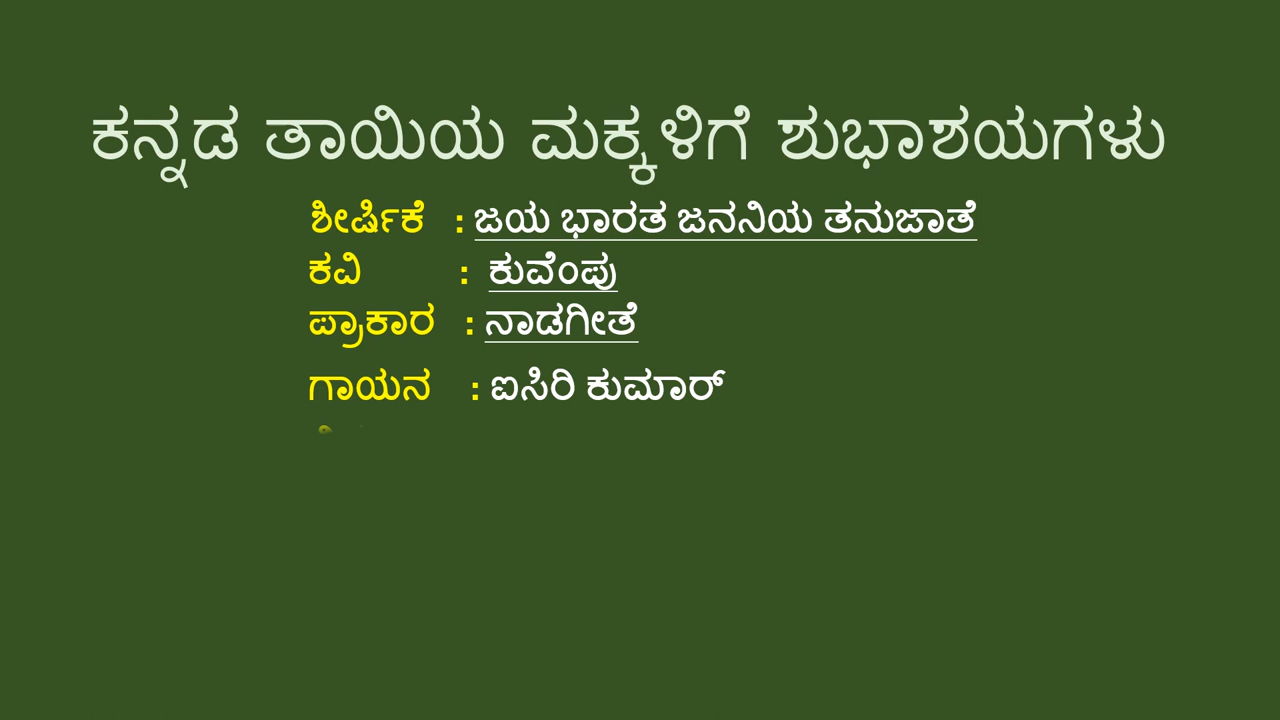 ಕನ್ನಡ ತಾಯಿಯ ಮಕ್ಕಳಿಗೆ ಶುಭಾಶಯಗಳು
ಶೀರ್ಷಿಕೆ : ಜಯ ಭಾರತ ಜನನಿಯ ತನುಜಾತೆ
ಕವಿ : ಕುವೆಂಪು
ಪ್ರಾಕಾರ : ನಾಡಗೀತೆ
ಗಾಯನ : ಐಸಿರಿ ಕುಮಾರ್